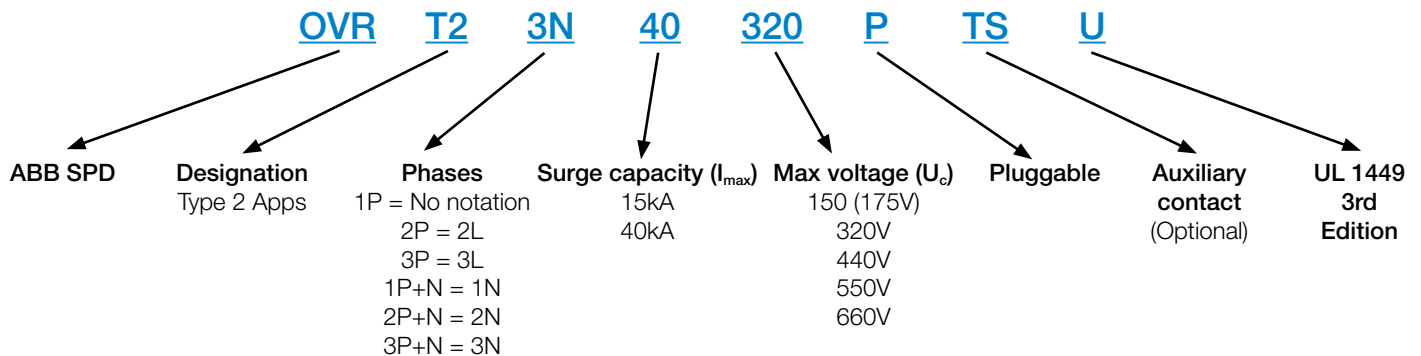 OVR T2 3N 40 320 P TS U
ABB SPD
Designation
Type 2 Apps
Phases
1P = No notation
2P = 2L
3P = 3L
1P+N = 1N
2P+N = 2N
3P+N = 3N
Surge capacity (Imax)
15kA
40kA
Max voltage (Uc)
150 (175V)
320V
440V
550V
660V
Pluggable
Auxiliary
contact
(Optional)
UL 1449
3rd
Edition